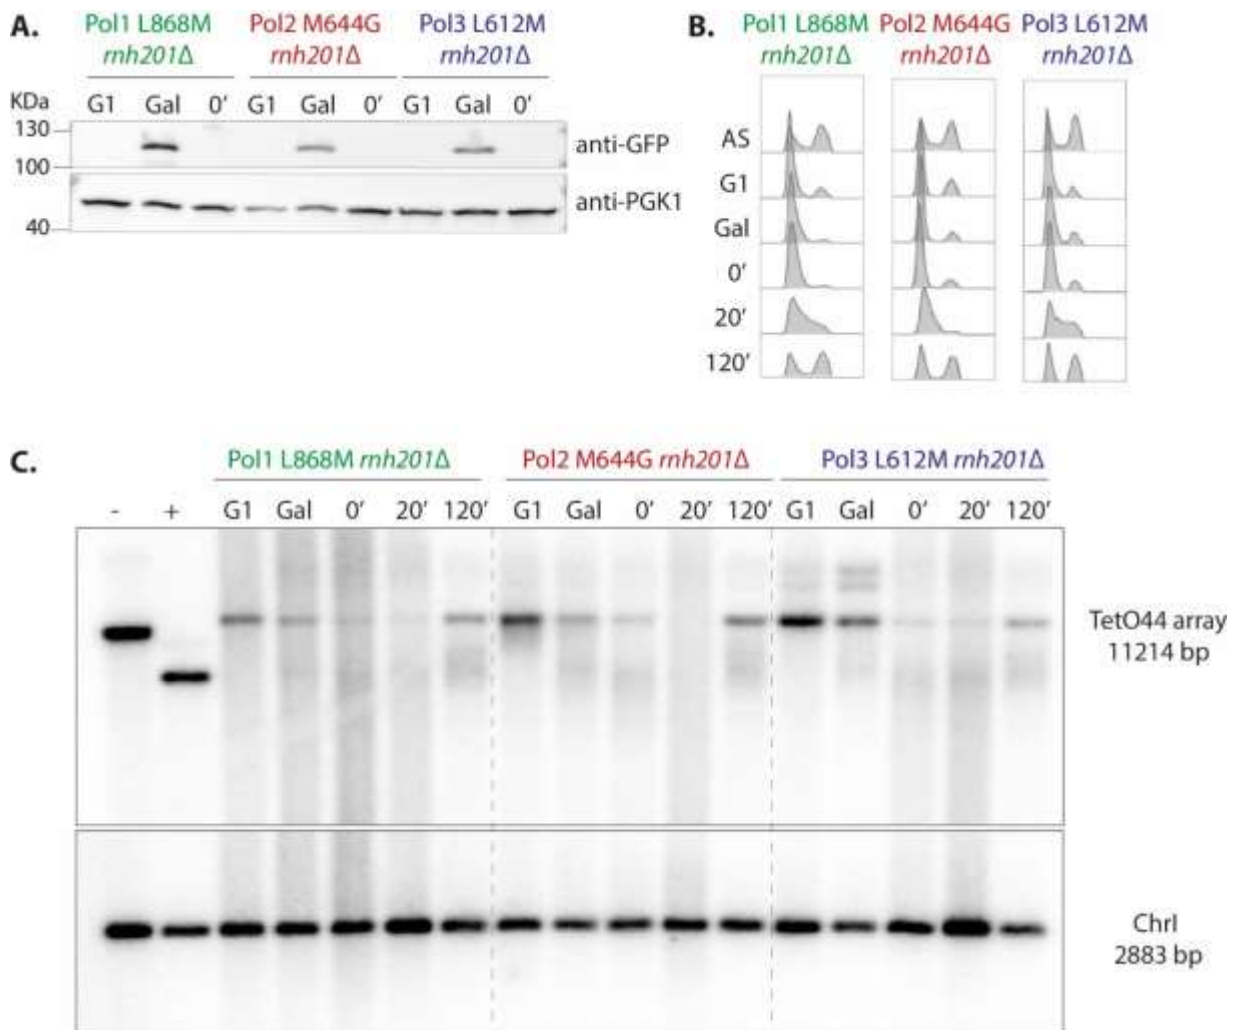 A.
Pol1 L868M Pol2 M644G Pol3 L612M
rnh201Δ rnh201Δ rnh201Δ
KDa G1 Gal 0' G1 Gal 0' G1 Gal 0'
130
anti-GFP
100
anti-PGK1
40
B.
Pol1 L868M Pol2 M644G Pol3 L612M
rnh201Δ rnh201Δ rnh201Δ
AS
G1
Gal
0'
20'
120'
C.
Pol1 L868M rnh201Δ Pol2 M644G rnh201Δ Pol3 L612M rnh201Δ
- + G1 Gal 0' 20' 120' G1 Gal 0' 20' 120' G1 Gal 0' 20' 120'
TetO44 array
11214 bp
ChrI
2883 bp